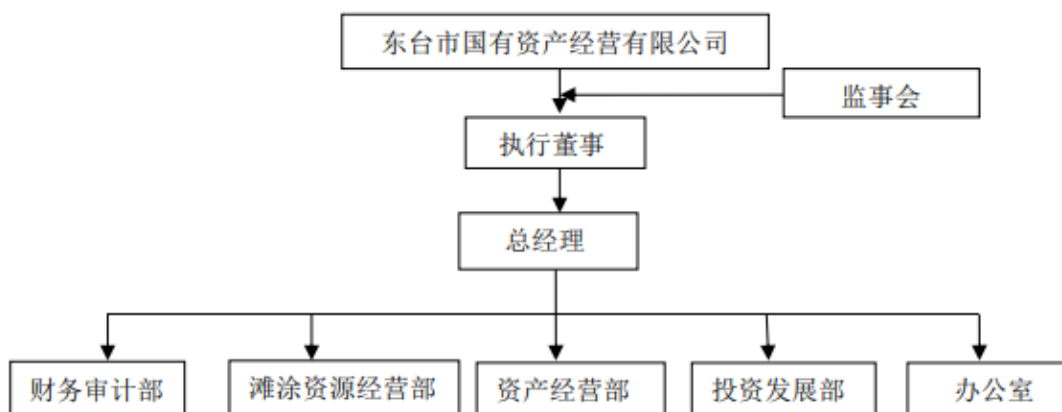 东台市国有资产经营有限公司
监事会
执行董事
总经理
财务审计部
滩涂资源经营部
资产经营部
投资发展部
办公室